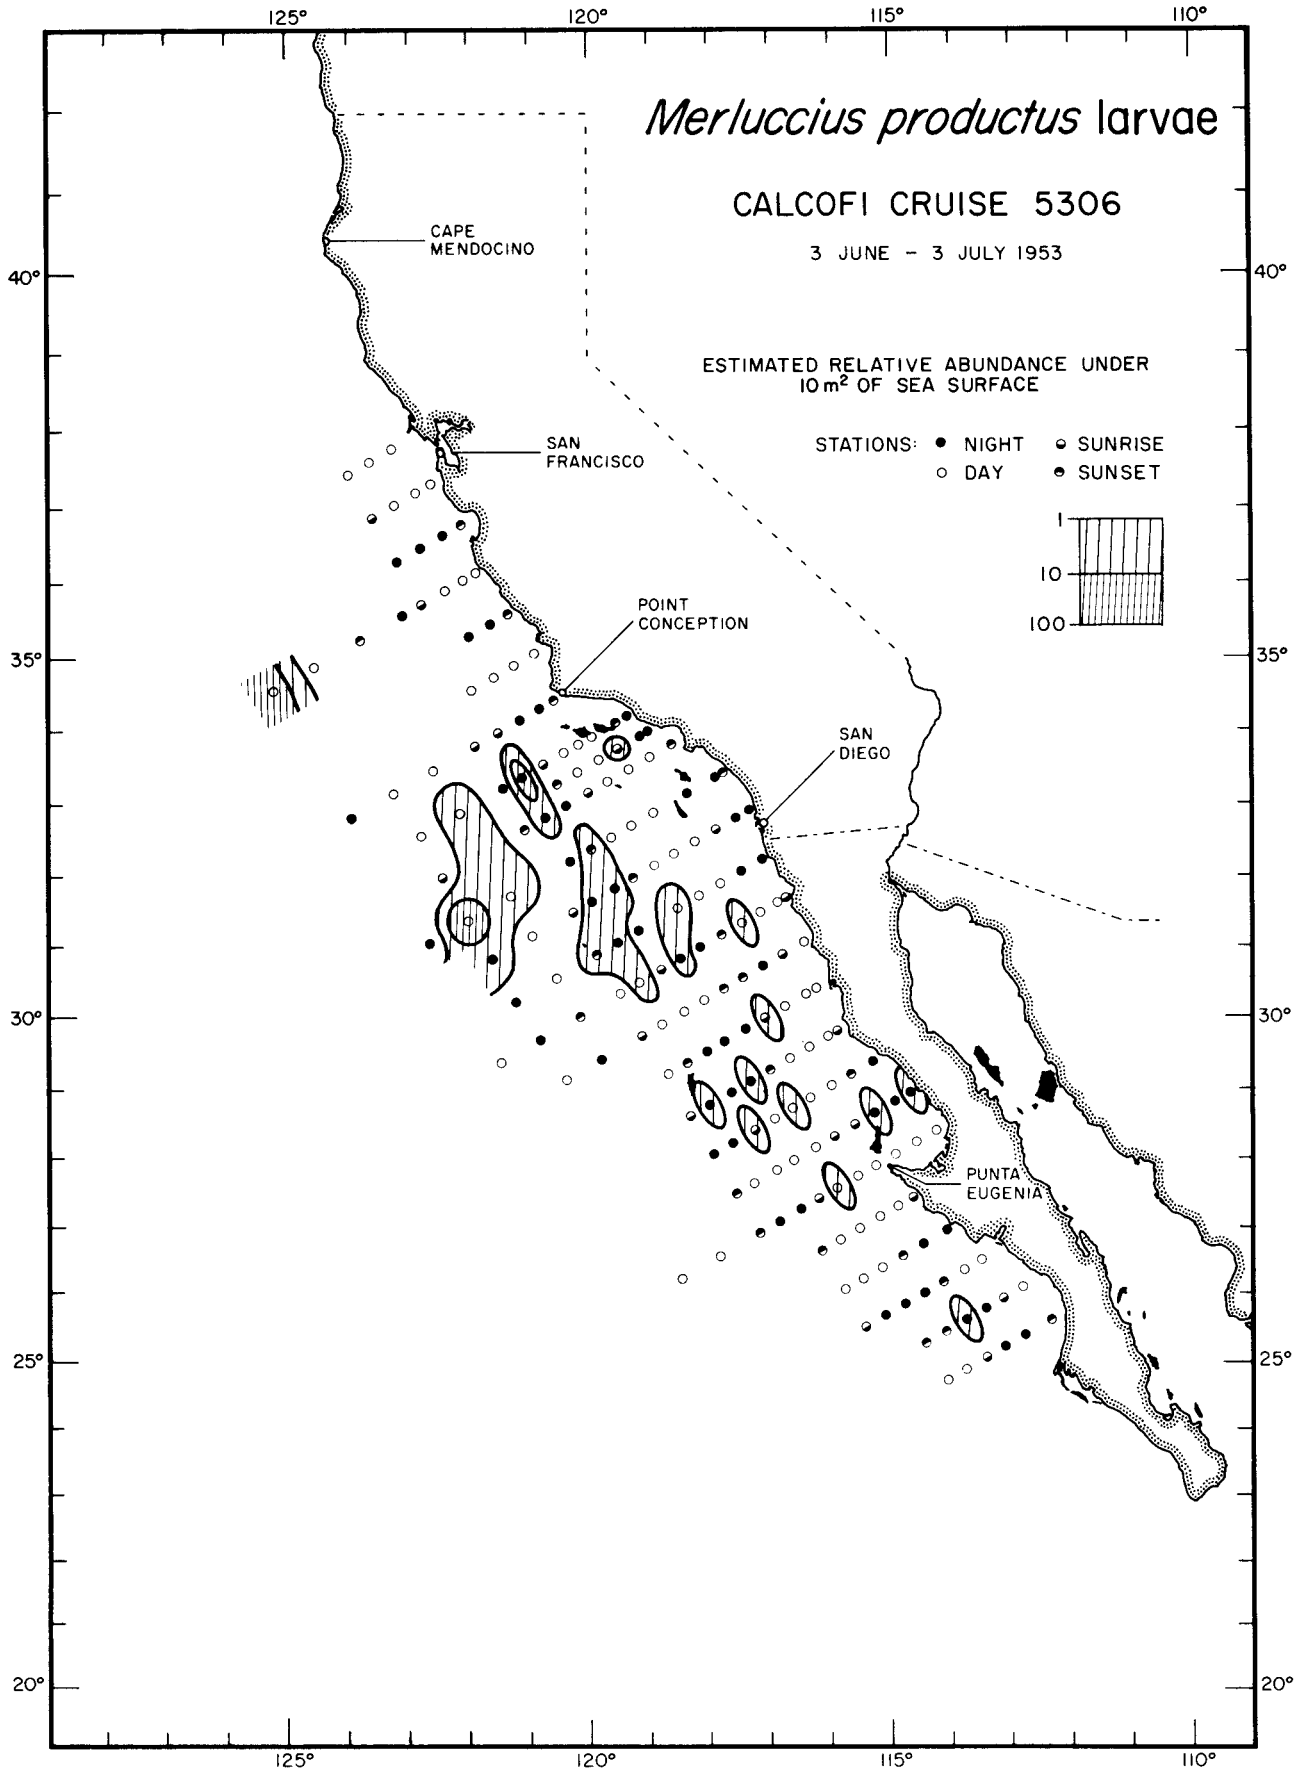 125°
120°
115°
110°
Merluccius productus larvae
CALCOFI CRUISE 5306
3 JUNE – 3 JULY 1953
CAPE
MENDOCINO
40°
40°
ESTIMATED RELATIVE ABUNDANCE UNDER
10 m² OF SEA SURFACE
STATIONS: NIGHT SUNRISE
DAY SUNSET
SAN
FRANCISCO
1
10
100
POINT
CONCEPTION
35°
35°
SAN
DIEGO
30°
30°
PUNTA
EUGENIA
25°
25°
20°
20°
125°
120°
115°
110°